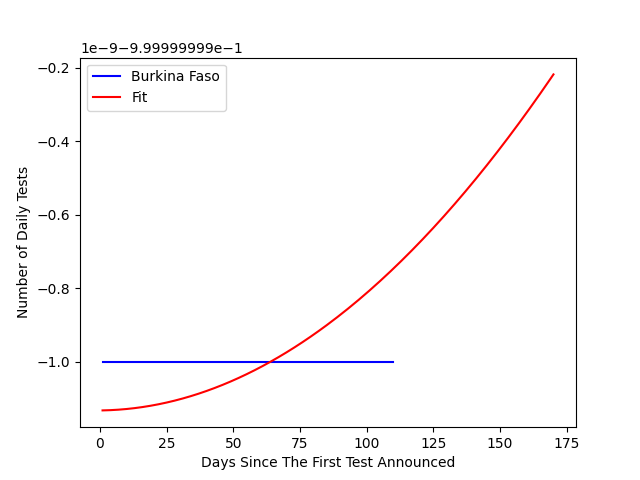 1e−9−9.99999999e−1
−0.2
−0.4
−0.6
−0.8
−1.0
Number of Daily Tests
Burkina Faso
Fit
0 25 50 75 100 125 150 175
Days Since The First Test Announced